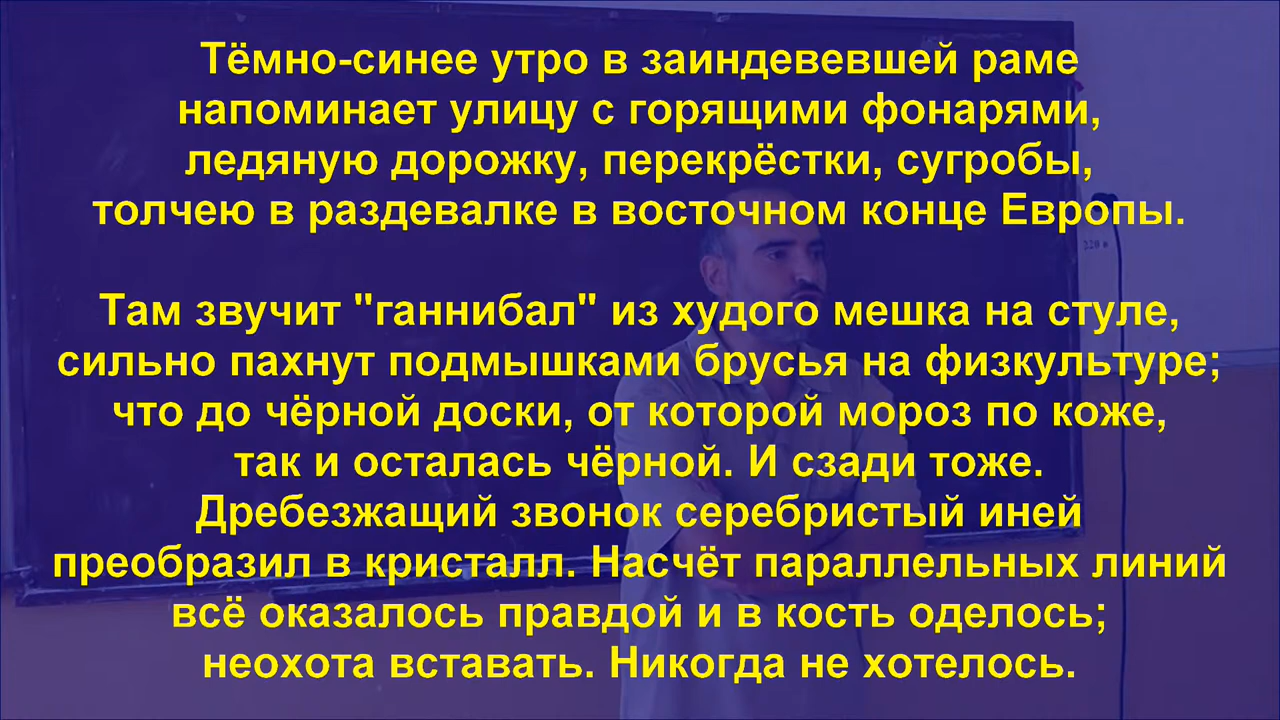 Тёмно-синее утро в заиндевевшей раме
напоминает улицу с горящими фонарями,
ледяную дорожку, перекрёстки, сугробы,
толчею в раздевалке в восточном конце Европы.
Там звучит "ганнибал" из худого мешка на стуле,
сильно пахнут подмышками брусья на физкультуре;
что до чёрной доски, от которой мороз по коже,
так и осталась чёрной. И сзади тоже.
Дребезжащий звонок серебристый иней
преобразил в кристалл. Насчёт параллельных линий
всё оказалось правдой и в кость оделось;
неохота вставать. Никогда не хотелось.
220 в